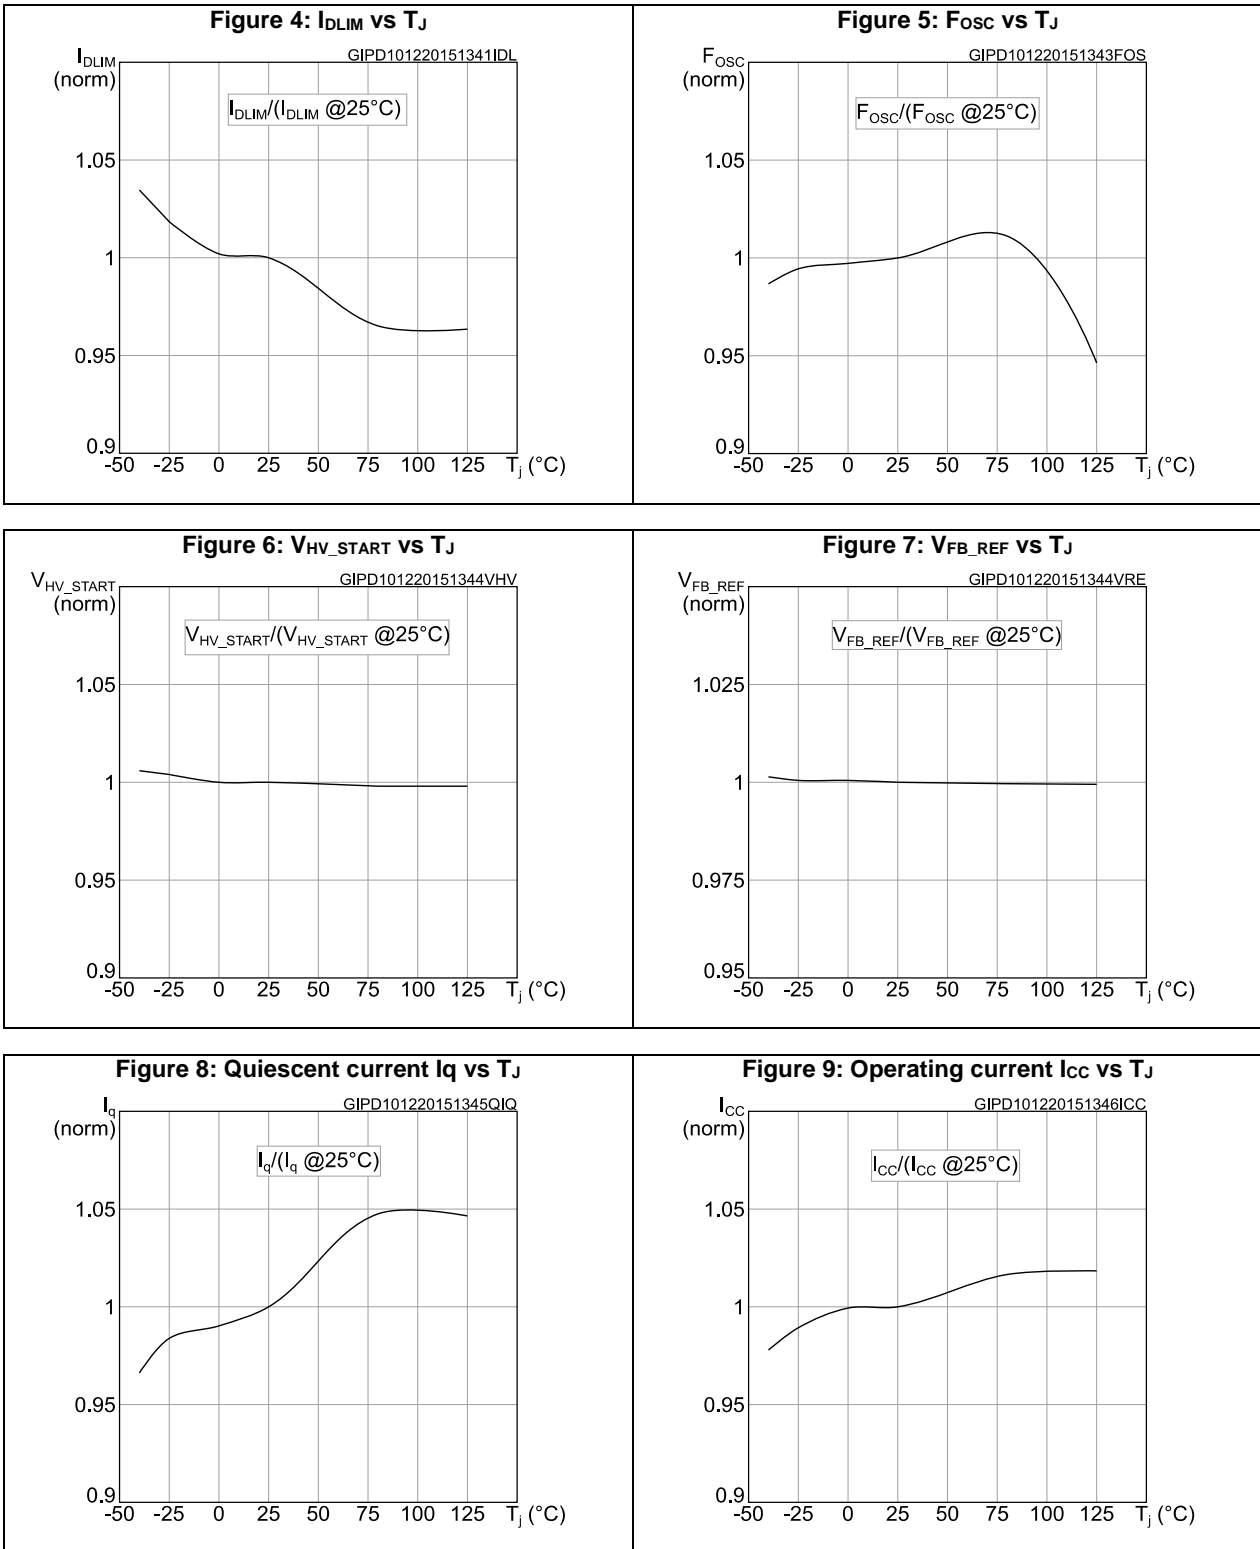 Figure 4: IDLIM vs TJ
IDLIM
(norm)
GIPD101220151341IDL
IDLIM/(IDLIM @25°C)
1.05
1
0.95
0.9
-50 -25 0 25 50 75 100 125 Tj (°C)
Figure 5: FOSC vs TJ
FOSC
(norm)
GIPD101220151343FOS
FOSC/(FOSC @25°C)
1.05
1
0.95
0.9
-50 -25 0 25 50 75 100 125 Tj (°C)
Figure 6: VHV_START vs TJ
VHV_START
(norm)
GIPD101220151344VHV
VHV_START/(VHV_START @25°C)
1.05
1
0.95
0.9
-50 -25 0 25 50 75 100 125 Tj (°C)
Figure 7: VFB_REF vs TJ
VFB_REF
(norm)
GIPD101220151344VRE
VFB_REF/(VFB_REF @25°C)
1.025
1
0.975
0.95
-50 -25 0 25 50 75 100 125 Tj (°C)
Figure 8: Quiescent current Iq vs TJ
Iq
(norm)
GIPD101220151345QIQ
Iq/(Iq @25°C)
1.05
1
0.95
0.9
-50 -25 0 25 50 75 100 125 Tj (°C)
Figure 9: Operating current ICC vs TJ
ICC
(norm)
GIPD101220151346ICC
ICC/(ICC @25°C)
1.05
1
0.95
0.9
-50 -25 0 25 50 75 100 125 Tj (°C)